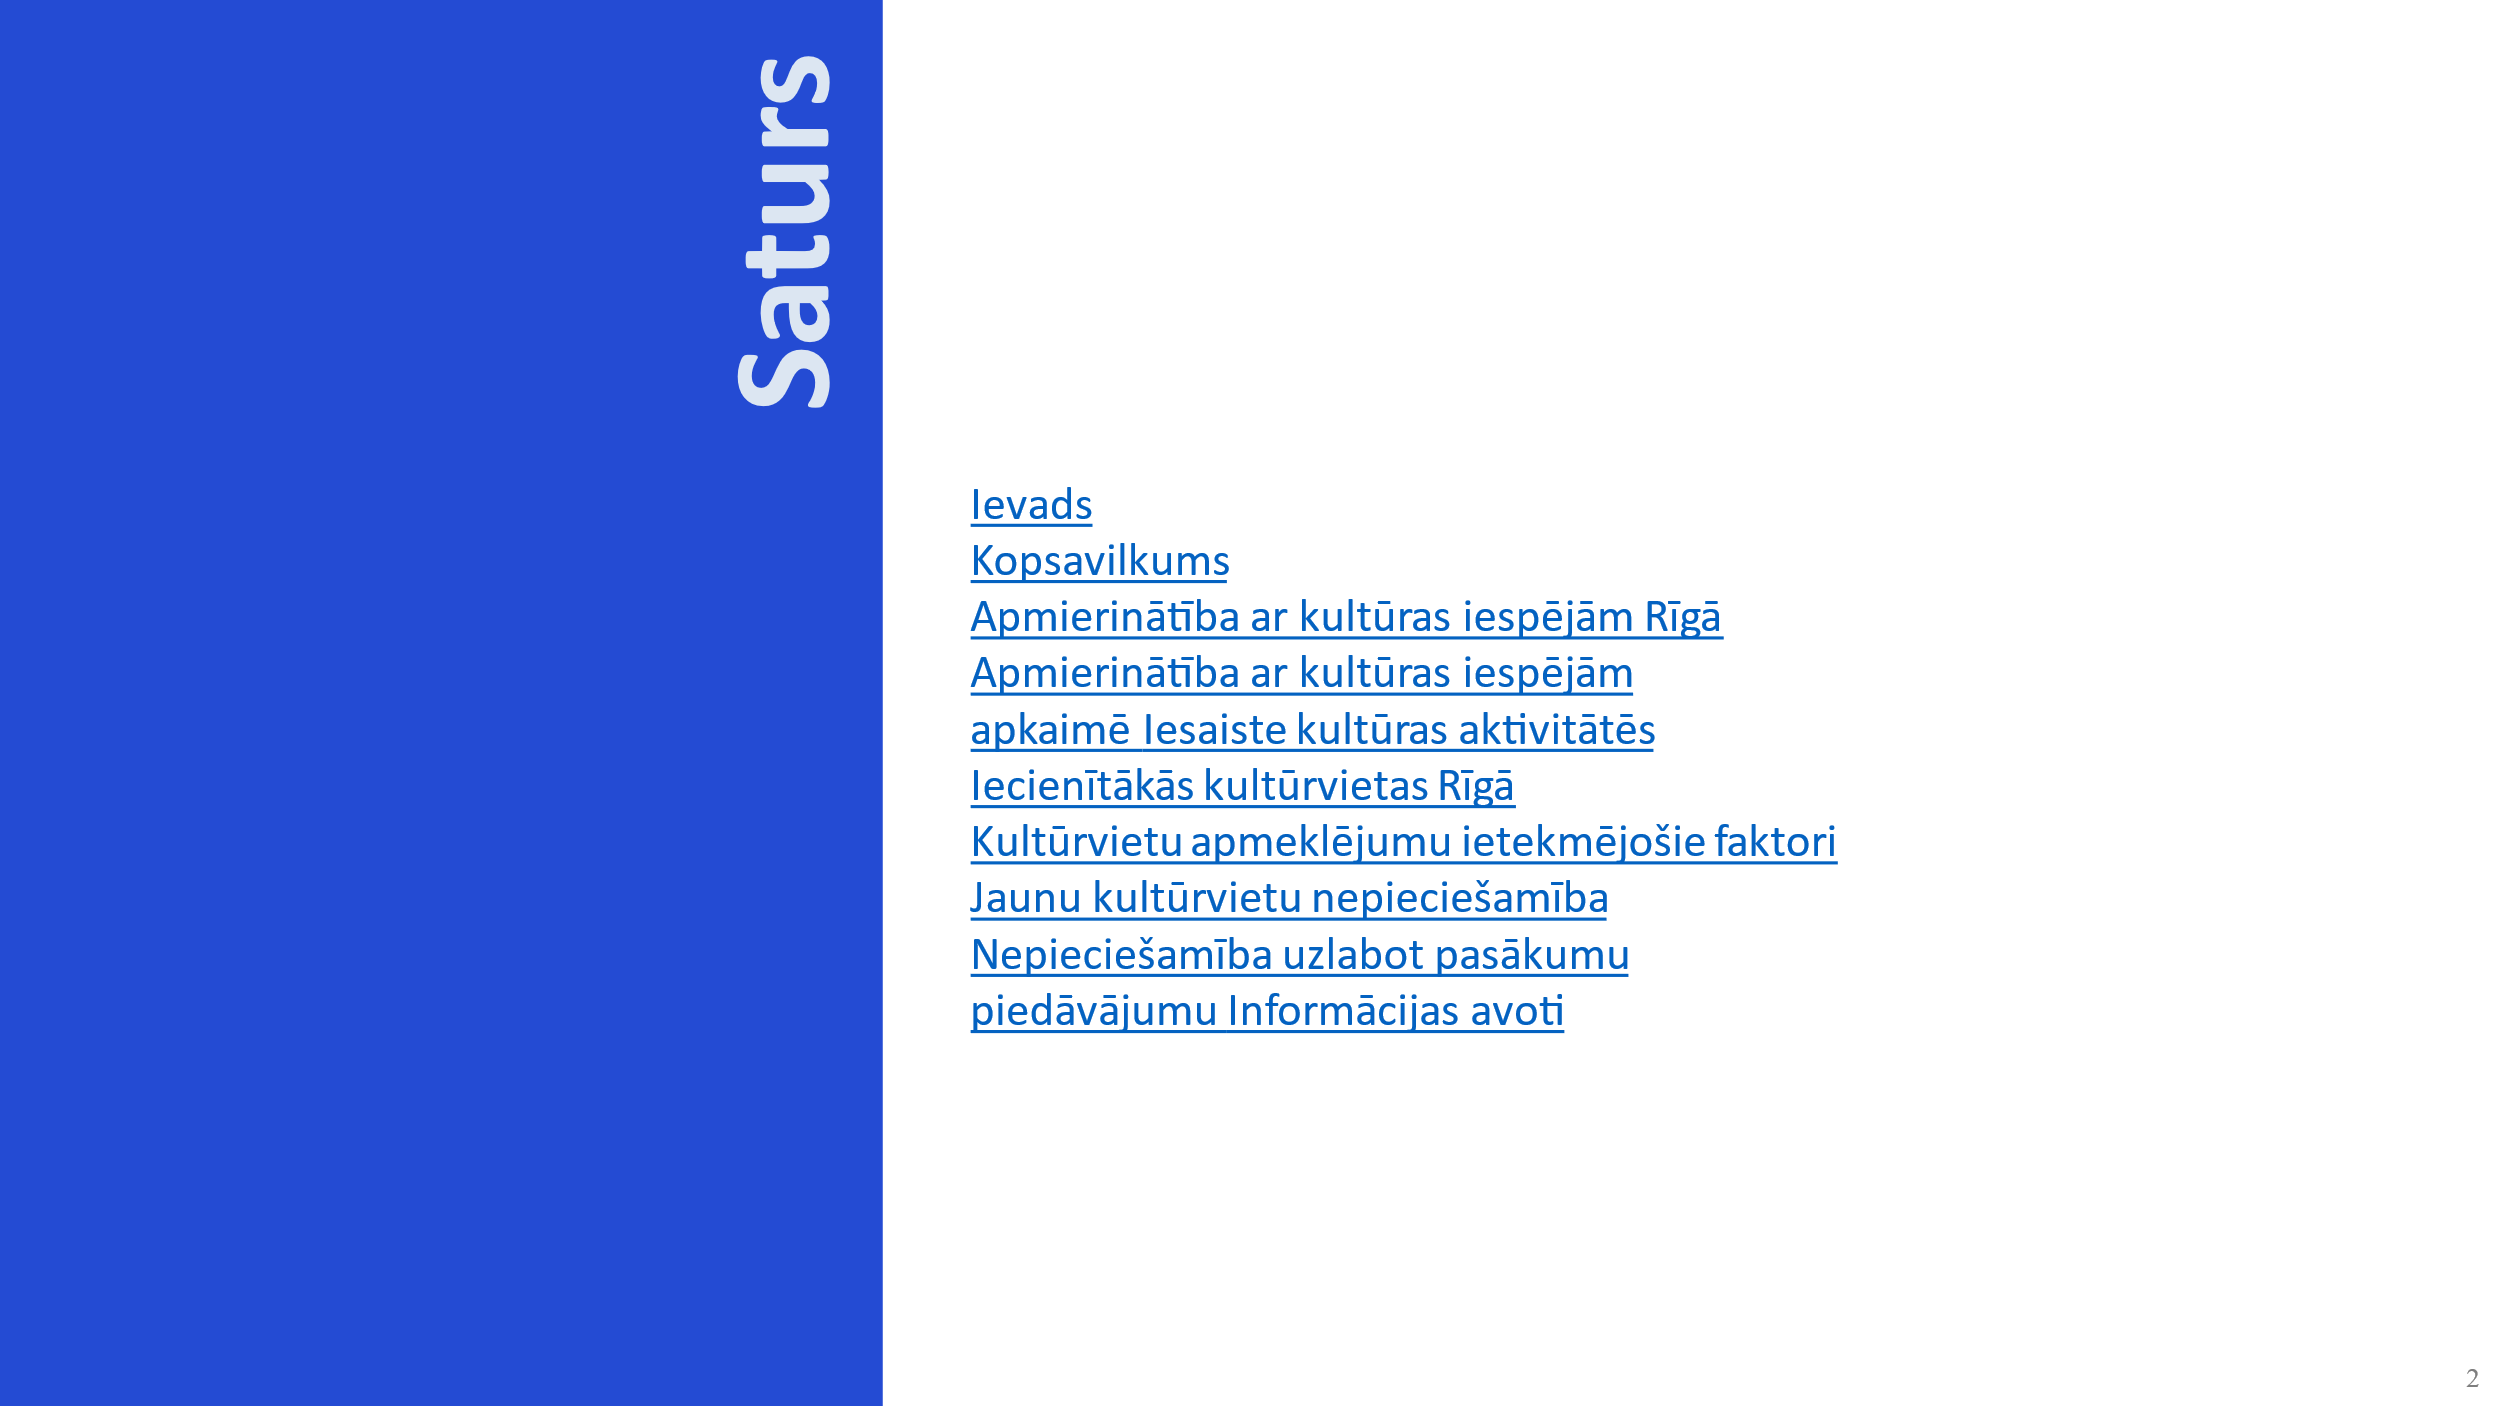 Saturs
Ievads
Kopsavilkums
Apmierinātība ar kultūras iespējām Rīgā
Apmierinātība ar kultūras iespējām
apkaimē Iesaiste kultūras aktivitātēs
Iecienītākās kultūrvietas Rīgā
Kultūrvietu apmeklējumu ietekmējošie faktori
Jaunu kultūrvietu nepieciešamība
Nepieciešamība uzlabot pasākumu
piedāvājumu Informācijas avoti
2